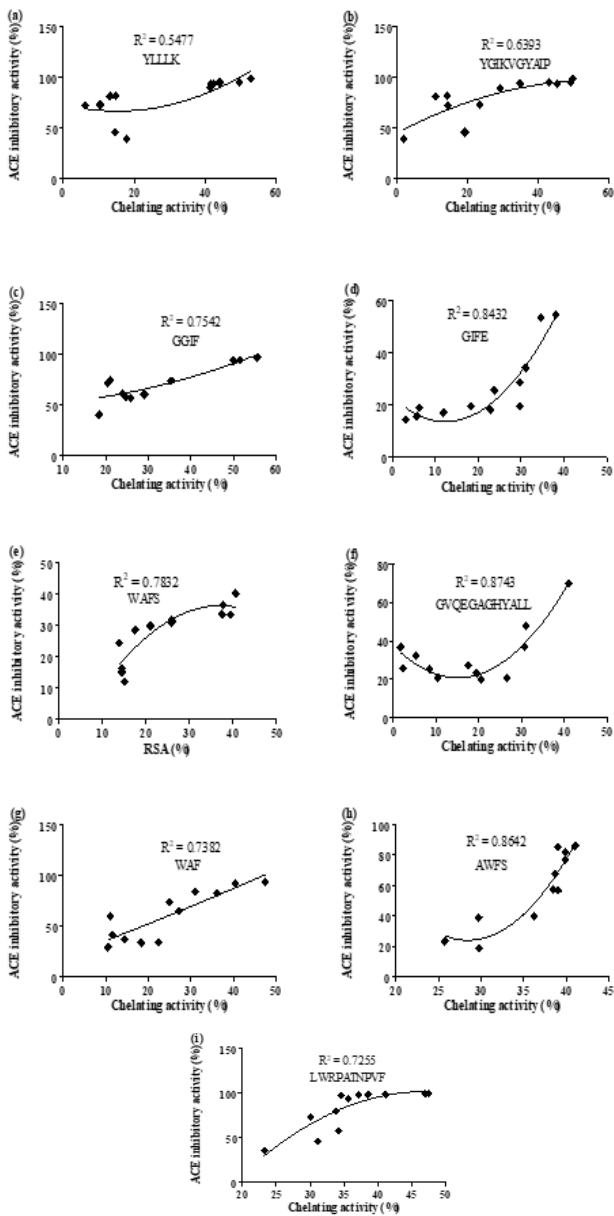 (a)
R² = 0.5477
YLLLK
ACE inhibitory activity (%)
150
100
50
0
0 20 40 60
Chelating activity (%)
(b)
R² = 0.6393
YGIKVGYAIP
ACE inhibitory activity (%)
150
100
50
0
0 20 40 60
Chelating activity (%)
(c)
R² = 0.7542
GGIF
ACE inhibitory activity (%)
150
100
50
0
10 20 30 40 50 60
Chelating activity (%)
(d)
R² = 0.8432
GIFE
ACE inhibitory activity (%)
60
40
20
0
0 10 20 30 40 50
Chelating activity (%)
(e)
R² = 0.7832
WAFS
ACE inhibitory activity (%)
50
40
30
20
10
0
0 10 20 30 40 50
RSA (%)
(f)
R² = 0.8743
GVQEGAGHYALL
ACE inhibitory activity (%)
80
60
40
20
0
0 10 20 30 40 50
Chelating activity (%)
(g)
R² = 0.7382
WAF
ACE inhibitory activity (%)
150
100
50
0
0 10 20 30 40 50
Chelating activity (%)
(h)
R² = 0.8642
AWFS
ACE inhibitory activity (%)
100
80
60
40
20
0
20 25 30 35 40 45
Chelating activity (%)
(i)
R² = 0.7255
LWRPATNPVF
ACE inhibitory activity (%)
150
100
50
0
20 30 40 50
Chelating activity (%)